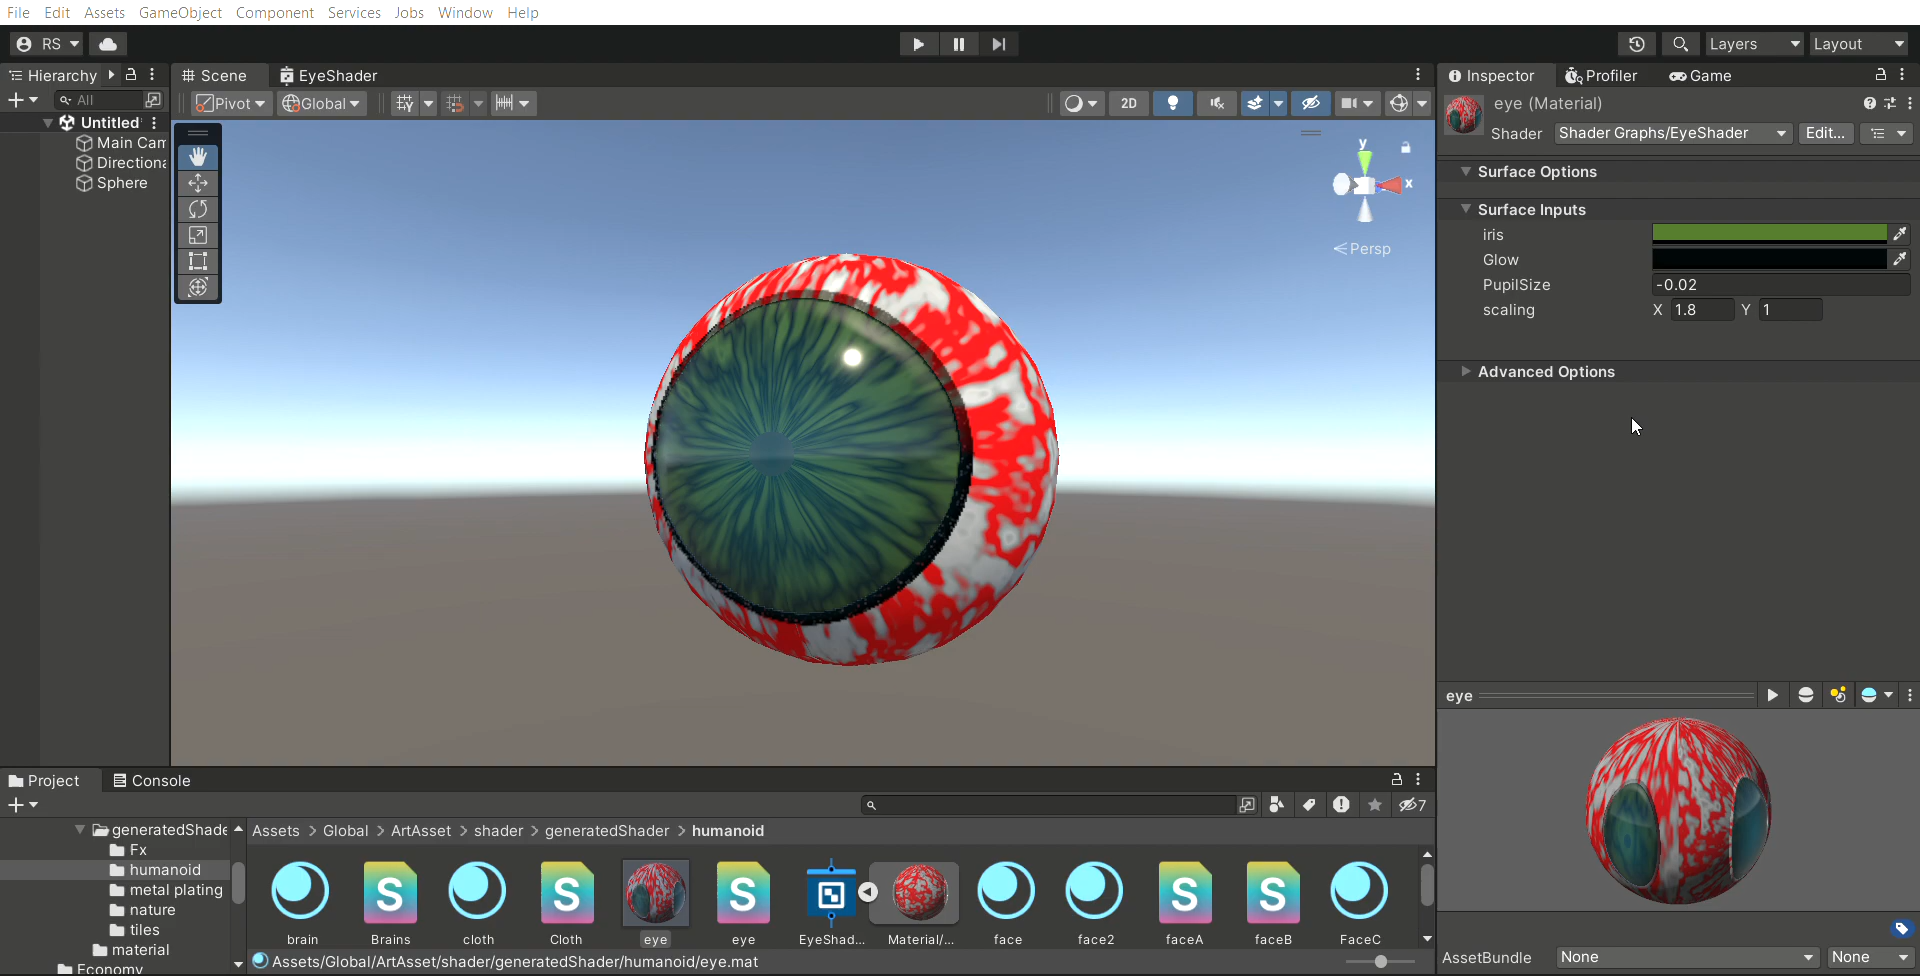 File Edit Assets GameObject Component Services Jobs Window Help
RS Layers Layout
Hierarchy Scene EyeShader Inspector Profiler Game
All Pivot Global Y 2D
eye (Material)
Shader Shader Graphs/EyeShader Edit...
Untitled
Main Cam
Directiona
Sphere
y
x
Persp
Surface Options
Surface Inputs
iris
Glow
PupilSize -0.02
scaling X 1.8 Y 1
Advanced Options
eye
Project Console
7
generatedShade
Fx
humanoid
metal plating
nature
tiles
material
Economy
Assets > Global > ArtAsset > shader > generatedShader > humanoid
S S S S S
brain Brains cloth Cloth eye eye EyeShad... Material/... face face2 faceA faceB FaceC
Assets/Global/ArtAsset/shader/generatedShader/humanoid/eye.mat
AssetBundle None None